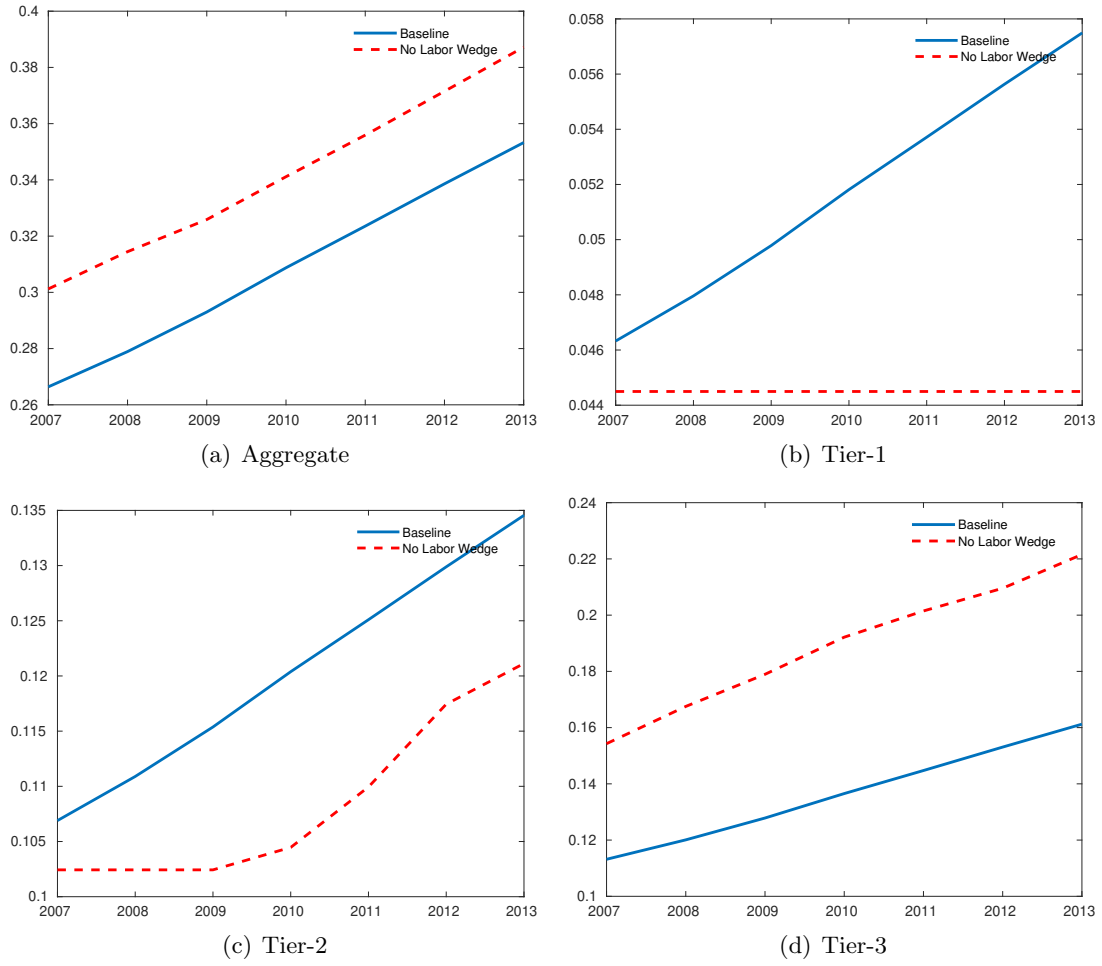 0.4
0.38
0.36
0.34
0.32
0.3
0.28
0.26
2007 2008 2009 2010 2011 2012 2013
Baseline
No Labor Wedge
(a) Aggregate
0.058
0.056
0.054
0.052
0.05
0.048
0.046
0.044
2007 2008 2009 2010 2011 2012 2013
Baseline
No Labor Wedge
(b) Tier-1
0.135
0.13
0.125
0.12
0.115
0.11
0.105
0.1
2007 2008 2009 2010 2011 2012 2013
Baseline
No Labor Wedge
(c) Tier-2
0.24
0.22
0.2
0.18
0.16
0.14
0.12
0.1
2007 2008 2009 2010 2011 2012 2013
Baseline
No Labor Wedge
(d) Tier-3